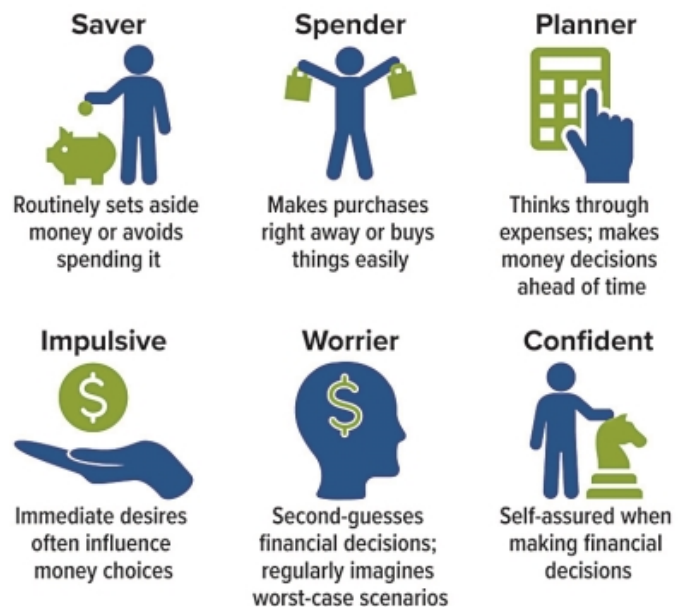 Saver
Routinely sets aside
money or avoids
spending it
Spender
Makes purchases
right away or buys
things easily
Planner
Thinks through
expenses; makes
money decisions
ahead of time
Impulsive
$
Immediate desires
often influence
money choices
Worrier
$
Second-guesses
financial decisions;
regularly imagines
worst-case scenarios
Confident
Self-assured when
making financial
decisions